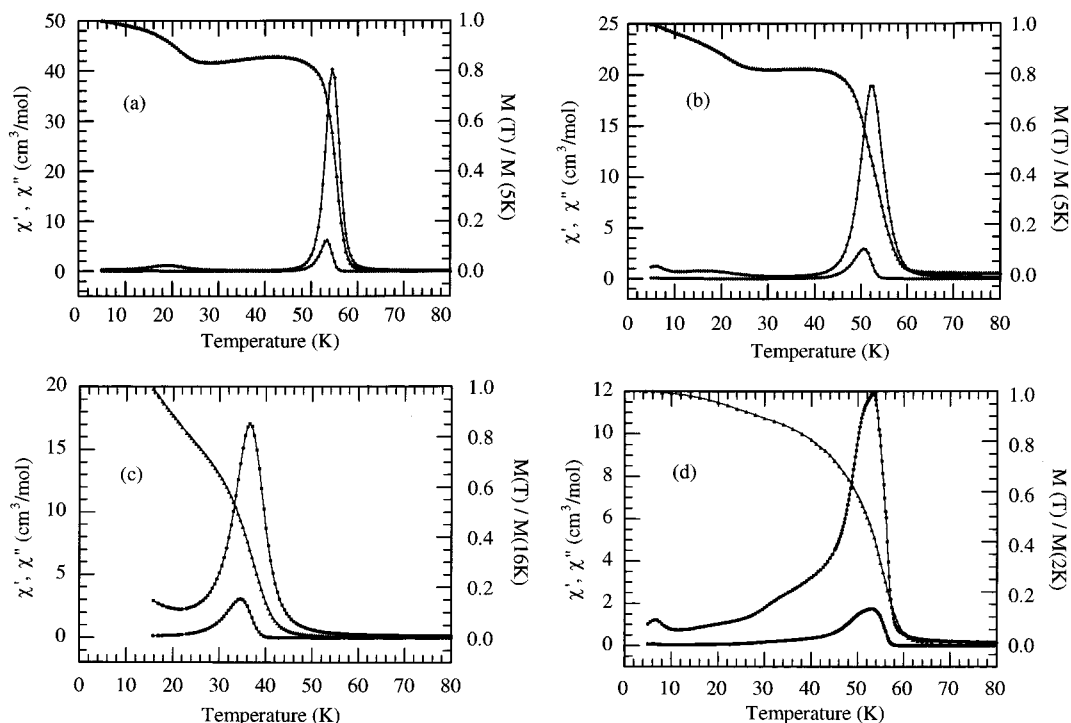 50
40
30
20
10
0
χ', χ" (cm³/mol)
(a)
1.0
0.8
0.6
0.4
0.2
0.0
M (T) / M (5K)
0 10 20 30 40 50 60 70 80
Temperature (K)
25
20
15
10
5
0
χ', χ" (cm³/mol)
(b)
1.0
0.8
0.6
0.4
0.2
0.0
M (T) / M (5K)
0 10 20 30 40 50 60 70 80
Temperature (K)
20
15
10
5
0
χ', χ" (cm³/mol)
(c)
1.0
0.8
0.6
0.4
0.2
0.0
M(T) / M(16K)
0 10 20 30 40 50 60 70 80
Temperature (K)
12
10
8
6
4
2
0
χ', χ" (cm³/mol)
(d)
1.0
0.8
0.6
0.4
0.2
0.0
M (T) / M(2K)
0 10 20 30 40 50 60 70 80
Temperature (K)